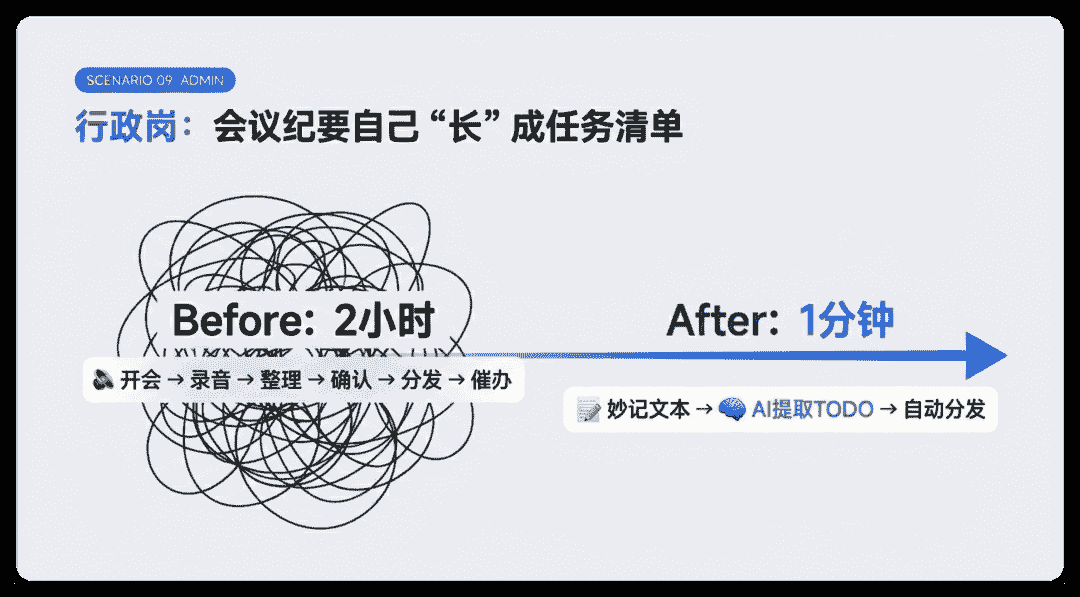 SCENARIO 09 ADMIN
行政岗：会议纪要自己“长”成任务清单
Before: 2小时
开会 → 录音 → 整理 → 确认 → 分发 → 催办
After: 1分钟
妙记文本 → AI提取TODO → 自动分发